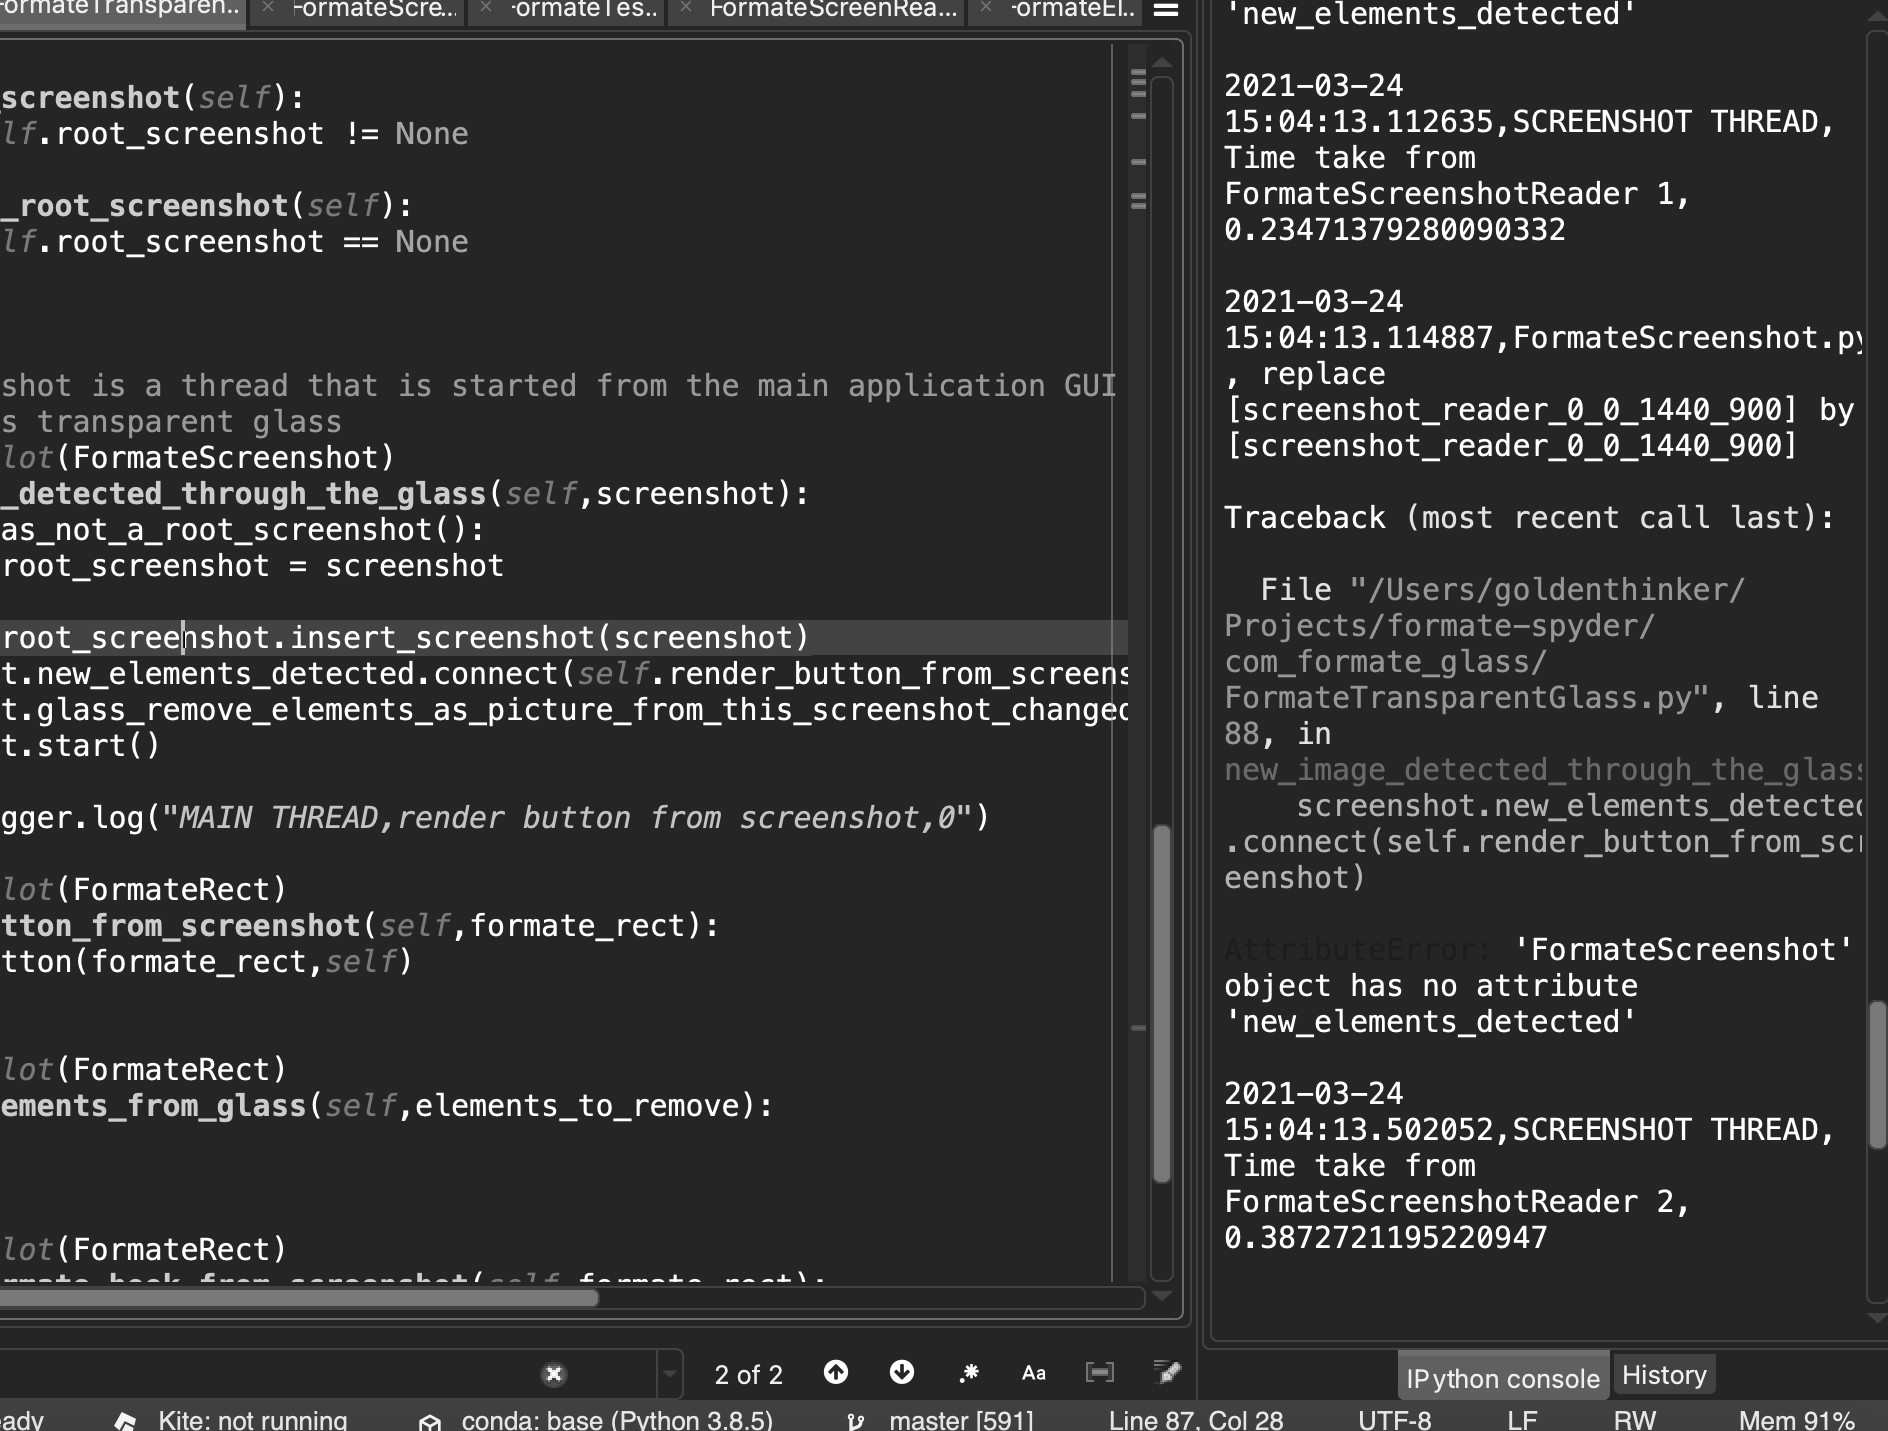 ormateTransparen..
FormateScre...
ormateTes..
FormateScreenRea...
ormateEl..
screenshot(self):
lf.root_screenshot != None
_root_screenshot(self):
lf.root_screenshot == None
shot is a thread that is started from the main application GUI
s transparent glass
lot(FormateScreenshot)
_detected_through_the_glass(self,screenshot):
as_not_a_root_screenshot():
root_screenshot = screenshot
root_screenshot.insert_screenshot(screenshot)
t.new_elements_detected.connect(self.render_button_from_screens
t.glass_remove_elements_as_picture_from_this_screenshot_changed
t.start()
gger.log("MAIN THREAD,render button from screenshot,0")
lot(FormateRect)
tton_from_screenshot(self,formate_rect):
tton(formate_rect,self)
lot(FormateRect)
ements_from_glass(self,elements_to_remove):
lot(FormateRect)
rmate_hook_from_screenshot(self,formate_rect):
2 of 2
Aa
'new_elements_detected'
2021-03-24
15:04:13.112635,SCREENSHOT THREAD,
Time take from
FormateScreenshotReader 1,
0.23471379280090332
2021-03-24
15:04:13.114887,FormateScreenshot.py
, replace
[screenshot_reader_0_0_1440_900] by
[screenshot_reader_0_0_1440_900]
Traceback (most recent call last):
File "/Users/goldenthinker/
Projects/formate-spyder/
com_formate_glass/
FormateTransparentGlass.py", line
88, in
new_image_detected_through_the_glass
screenshot.new_elements_detected
.connect(self.render_button_from_scr
eenshot)
AttributeError: 'FormateScreenshot'
object has no attribute
'new_elements_detected'
2021-03-24
15:04:13.502052,SCREENSHOT THREAD,
Time take from
FormateScreenshotReader 2,
0.3872721195220947
IPython console
History
eady
Kite: not running
conda: base (Python 3.8.5)
master [591]
Line 87, Col 28
UTF-8
LF
RW
Mem 91%